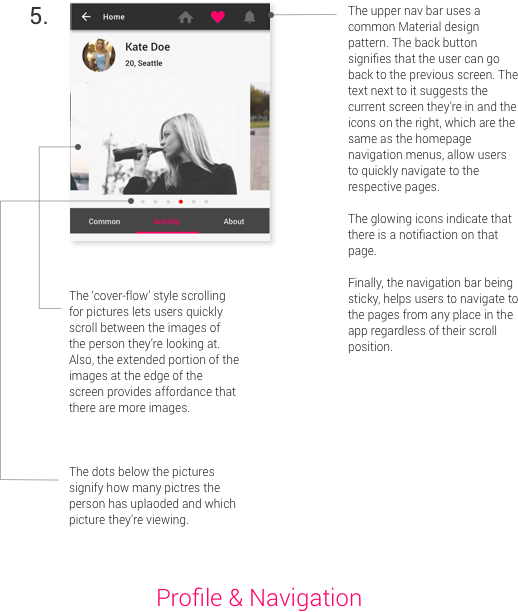 5.
Home
Kate Doe
20, Seattle
Common
Activity
About
The upper nav bar uses a
common Material design
pattern. The back button
signifies that the user can go
back to the previous screen. The
text next to it suggests the
current screen they're in and the
icons on the right, which are the
same as the homepage
navigation menus, allow users
to quickly navigate to the
respective pages.
The glowing icons indicate that
there is a notifiaction on that
page.
Finally, the navigation bar being
sticky, helps users to navigate to
the pages from any place in the
app regardless of their scroll
position.
The 'cover-flow' style scrolling
for pictures lets users quickly
scroll between the images of
the person they're looking at.
Also, the extended portion of the
images at the edge of the
screen provides affordance that
there are more images.
The dots below the pictures
signify how many pictres the
person has uplaoded and which
picture they're viewing.
Profile & Navigation